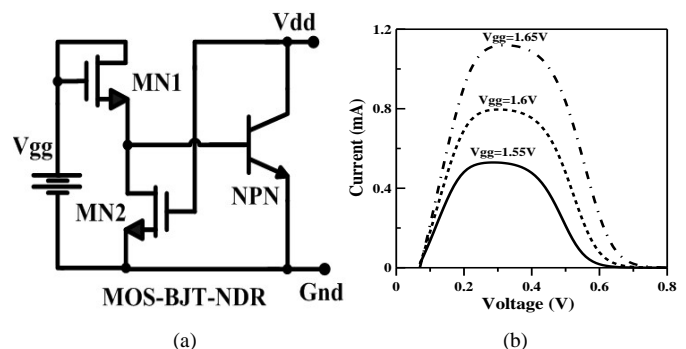 Vdd
MN1
Vgg
MN2
NPN
MOS-BJT-NDR
Gnd
(a)
1.2
0.8
0.4
0
Current (mA)
Vgg=1.65V
Vgg=1.6V
Vgg=1.55V
0 0.2 0.4 0.6 0.8
Voltage (V)
(b)